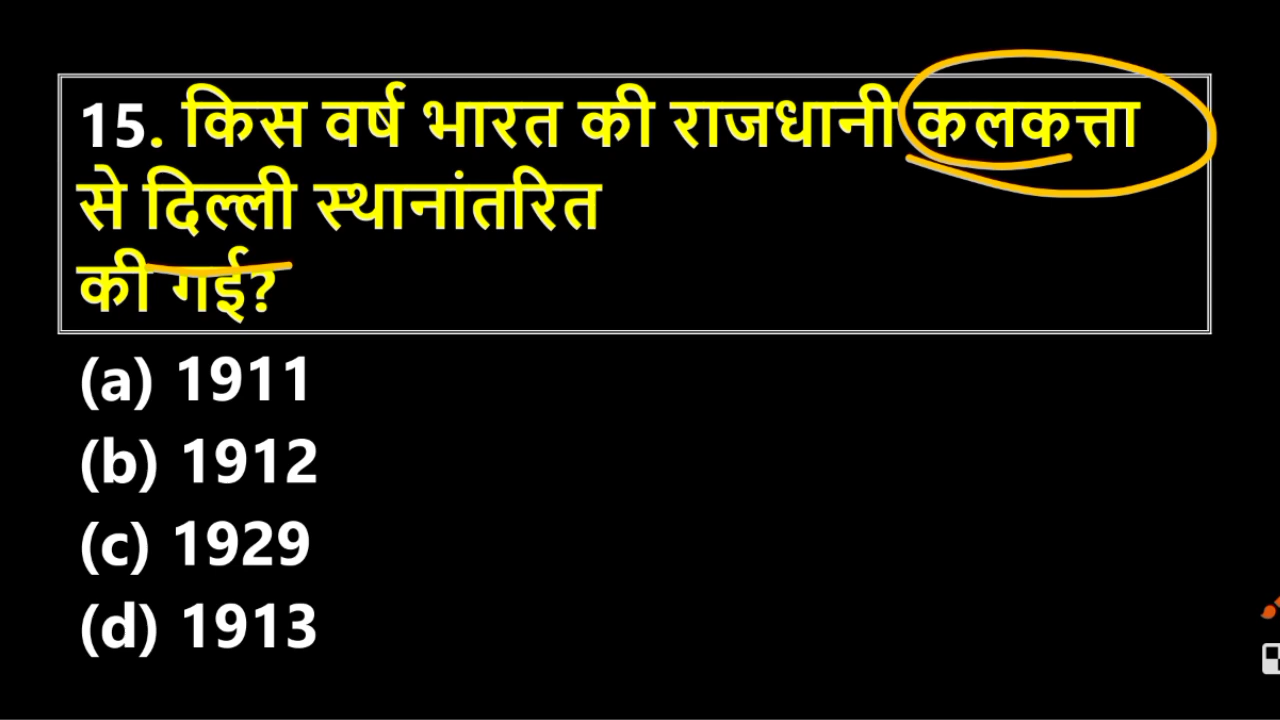 15. किस वर्ष भारत की राजधानी कलकत्ता
से दिल्ली स्थानांतरित
की गई?
(a) 1911
(b) 1912
(c) 1929
(d) 1913